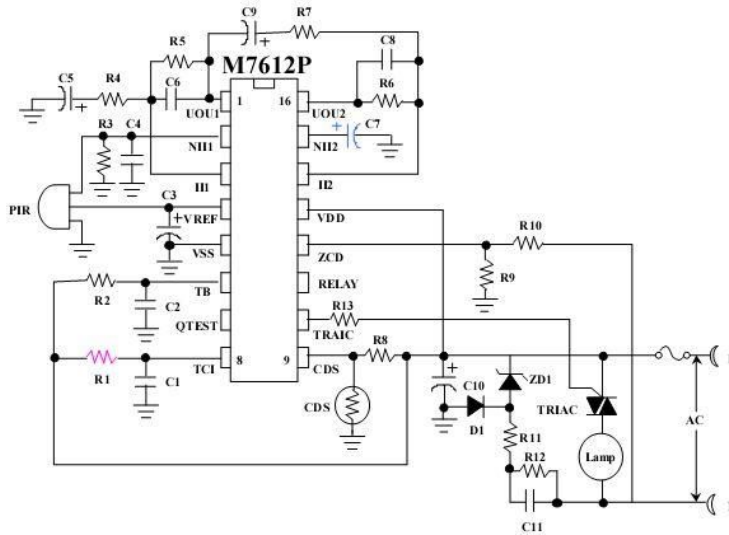 C9
R7
R5
C8
M7612P
C5
R4
C6
R6
UOU1
1
16
UOU2
R3
C4
+
C7
NII1
NII2
II1
II2
PIR
C3
+
VREF
VDD
R10
VSS
ZCD
R9
R2
C2
TB
RELAY
R13
QTEST
TRAIC
R8
R1
C1
TCI
8
9
CDS
+
C10
ZD1
CDS
D1
TRIAC
AC
R11
R12
Lamp
C11